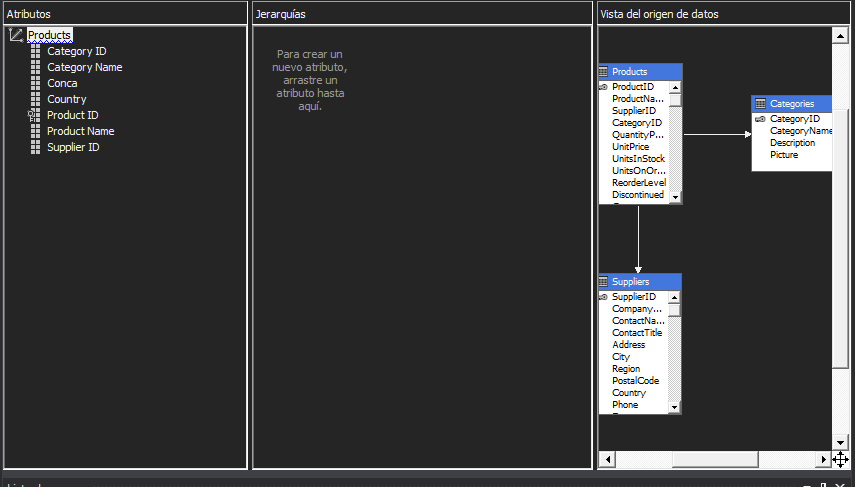 Atributos
Products
Category ID
Category Name
Conca
Country
Product ID
Product Name
Supplier ID
Jerarquías
Para crear un
nuevo atributo,
arrastre un
atributo hasta
aquí.
Vista del origen de datos
Products
ProductID
ProductNa...
SupplierID
CategoryID
QuantityP...
UnitPrice
UnitsInStock
UnitsOnOr...
ReorderLevel
Discontinued
Categories
CategoryID
CategoryName
Description
Picture
Suppliers
SupplierID
Company...
ContactNa...
ContactTitle
Address
City
Region
PostalCode
Country
Phone